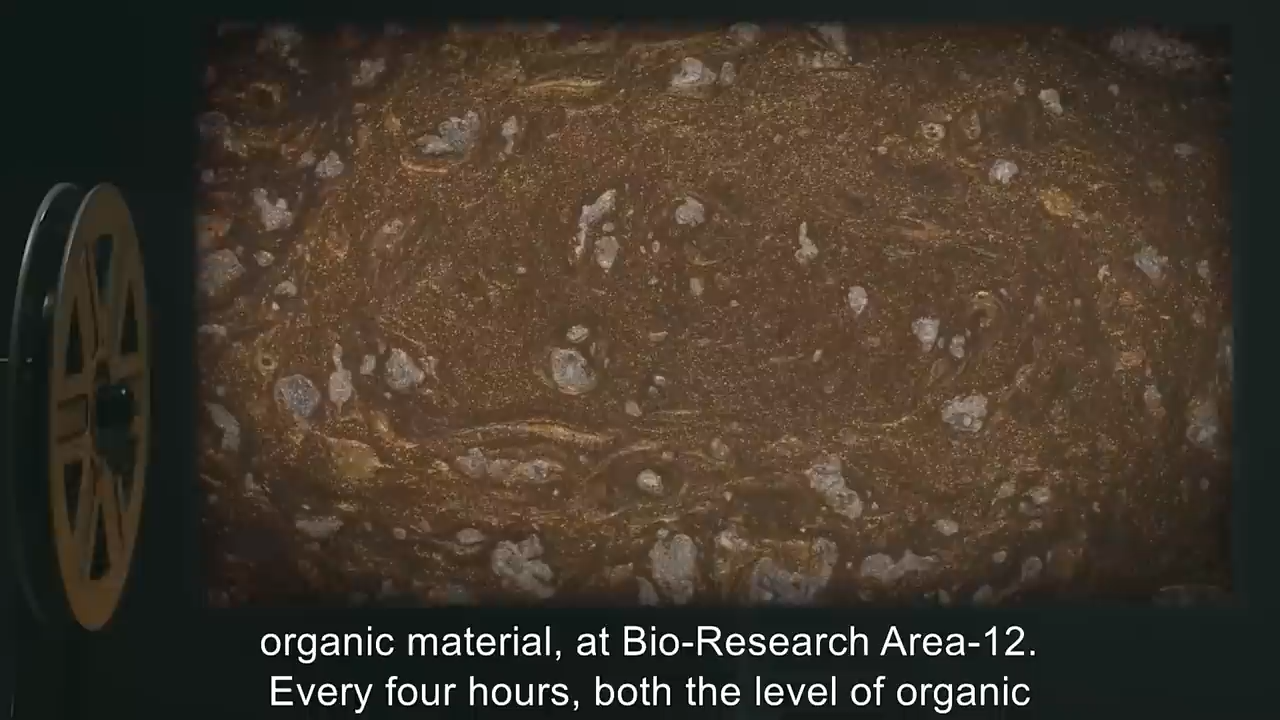 organic material, at Bio-Research Area-12.
Every four hours, both the level of organic